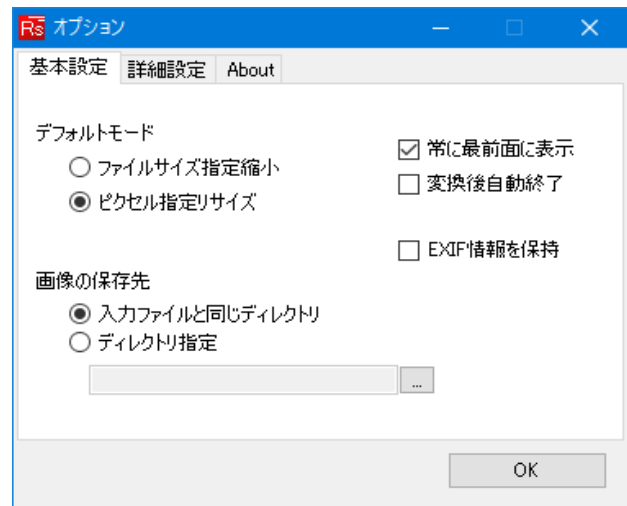 Rs オプション
基本設定 詳細設定 About
デフォルトモード
ファイルサイズ指定縮小
ピクセル指定リサイズ
常に最前面に表示
変換後自動終了
EXIF情報を保持
画像の保存先
入力ファイルと同じディレクトリ
ディレクトリ指定
...
OK